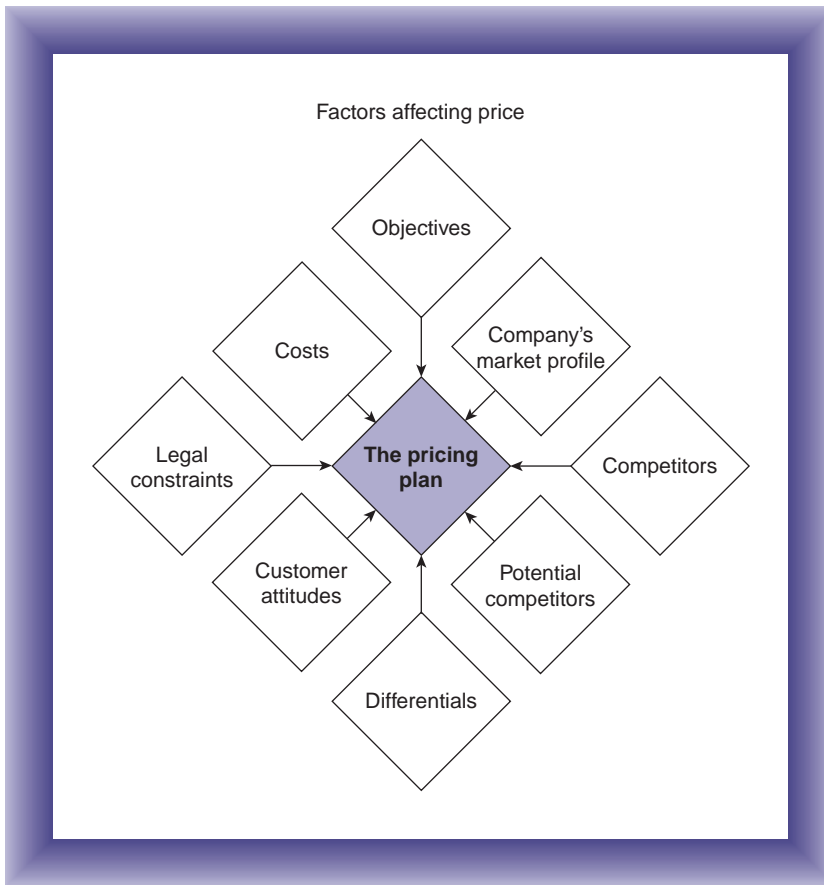 Factors affecting price
Objectives
Costs
Company's
market profile
Legal
constraints
The pricing
plan
Competitors
Customer
attitudes
Potential
competitors
Differentials